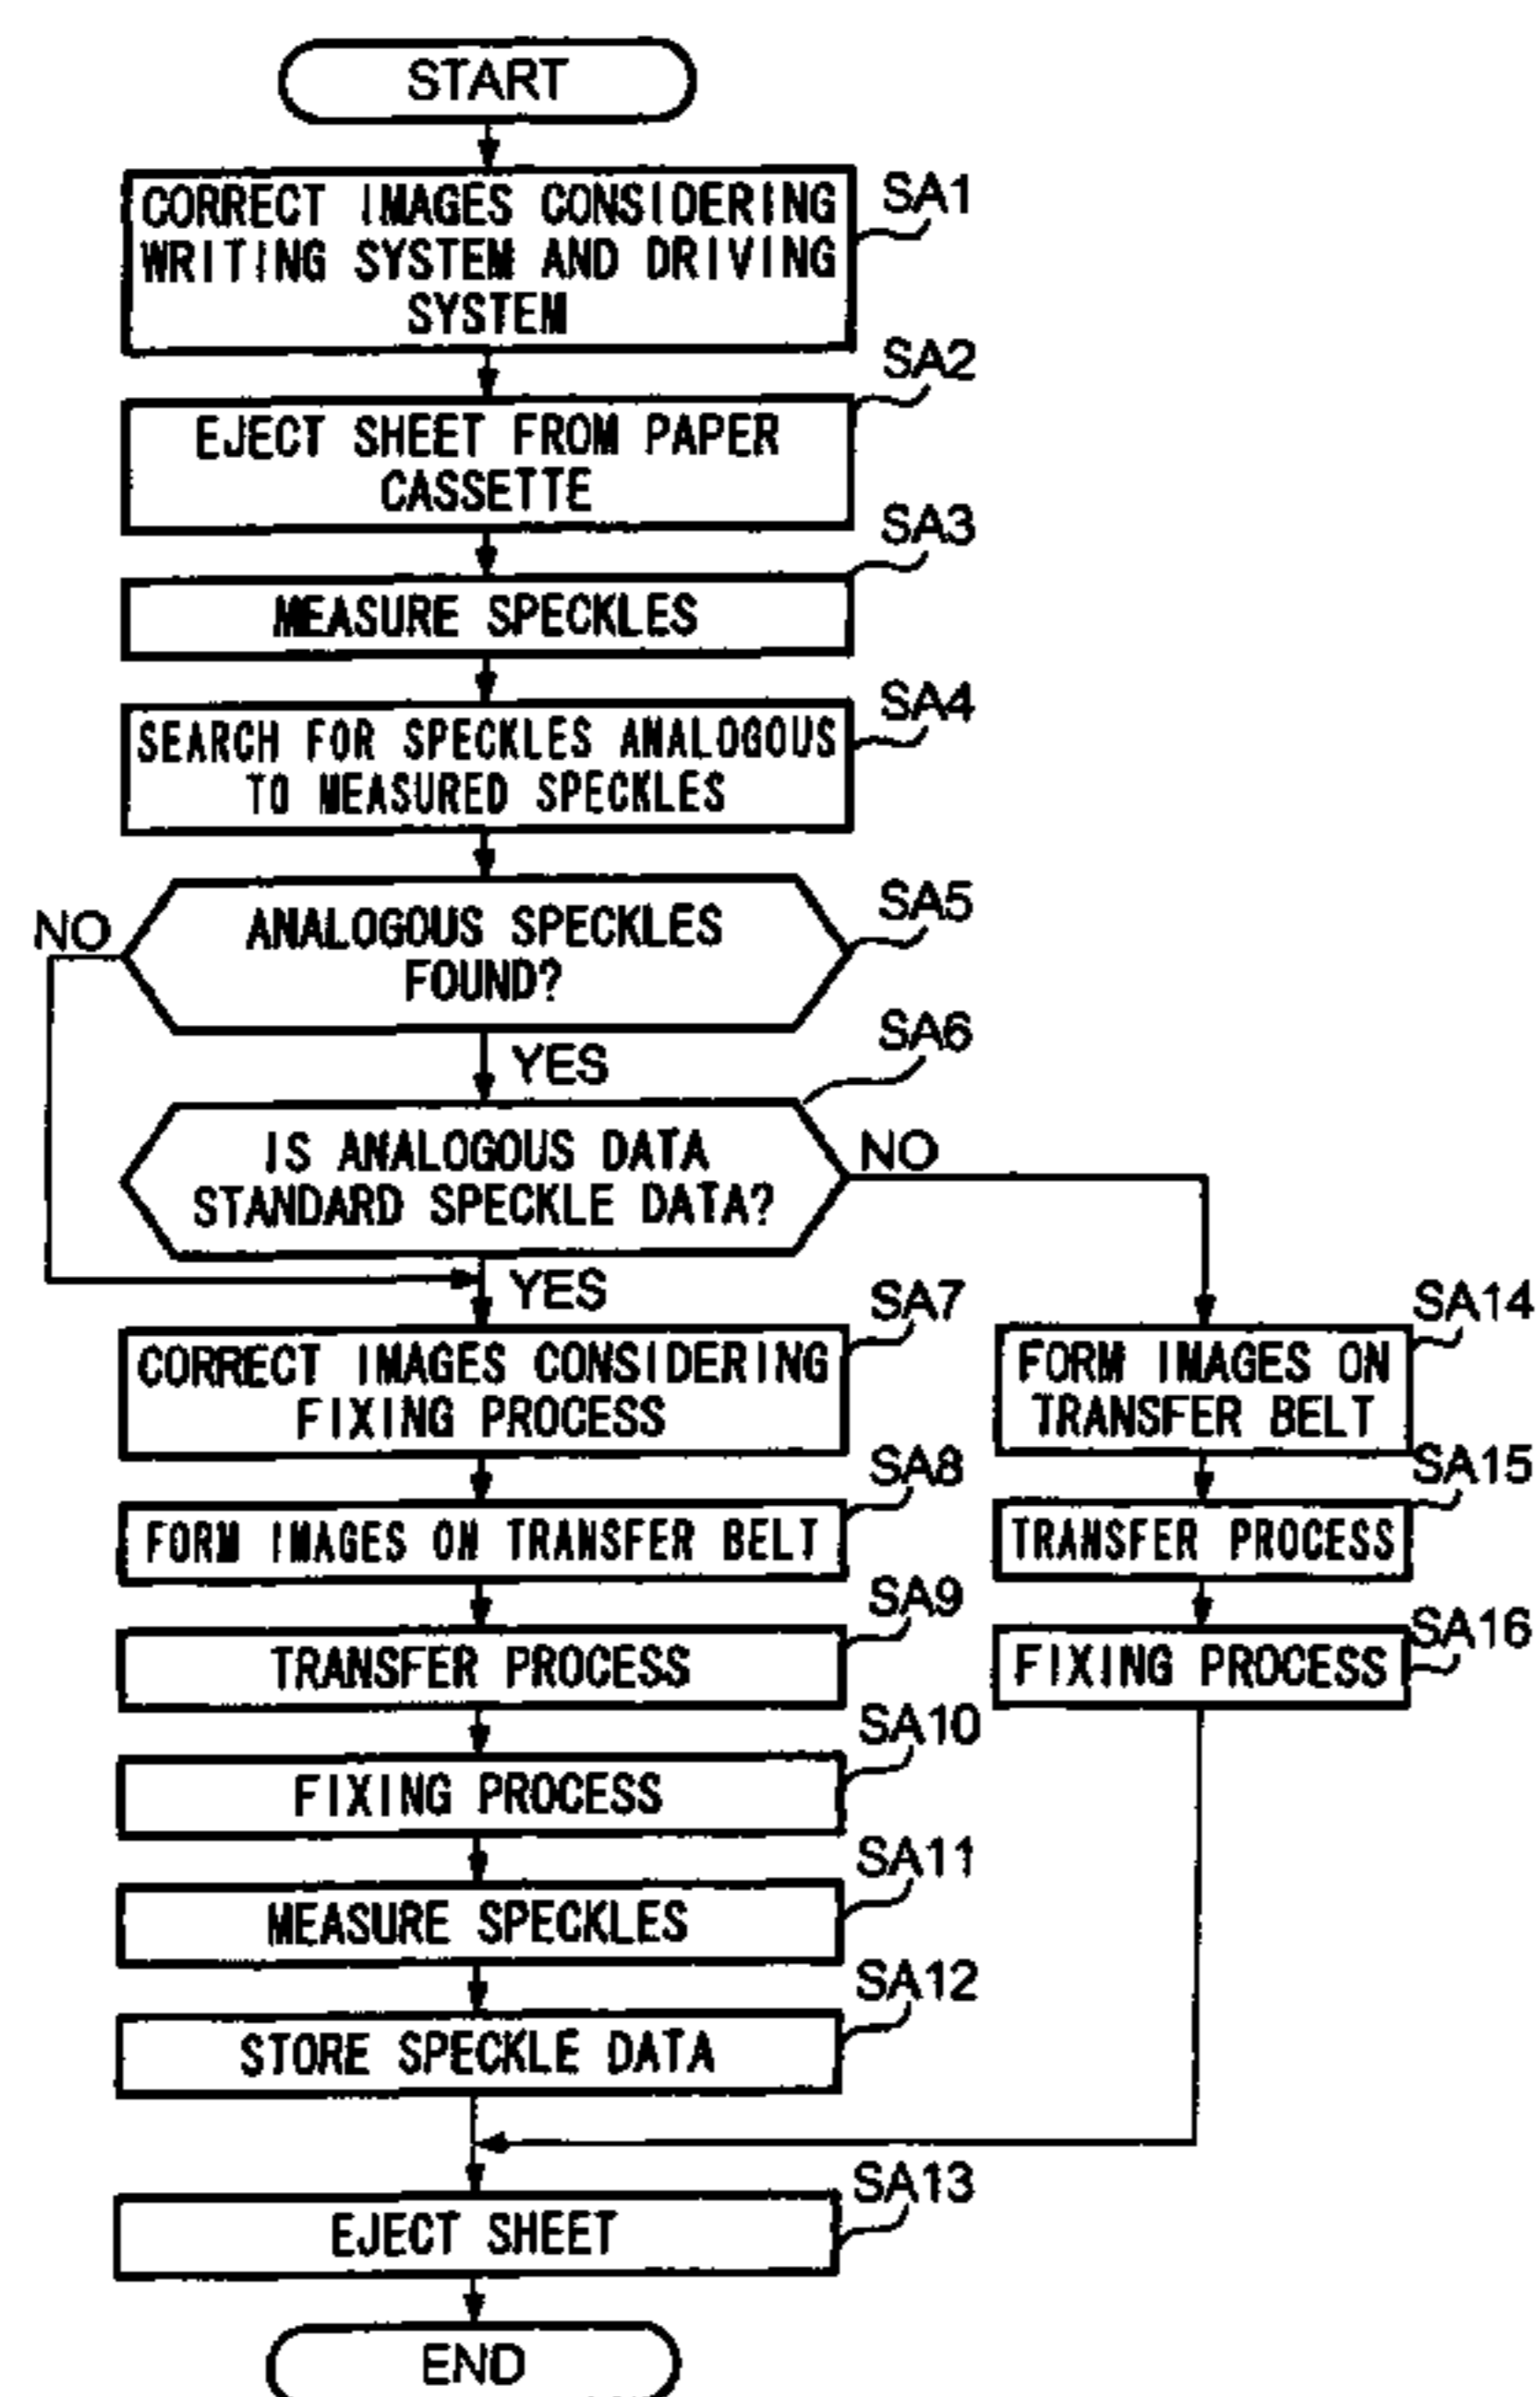 START
CORRECT IMAGES CONSIDERING
WRITING SYSTEM AND DRIVING
SYSTEM
SA1
EJECT SHEET FROM PAPER
CASSETTE
SA2
MEASURE SPECKLES
SA3
SEARCH FOR SPECKLES ANALOGOUS
TO MEASURED SPECKLES
SA4
ANALOGOUS SPECKLES
FOUND?
SA5
NO
YES
IS ANALOGOUS DATA
STANDARD SPECKLE DATA?
SA6
NO
YES
CORRECT IMAGES CONSIDERING
FIXING PROCESS
SA7
FORM IMAGES ON TRANSFER BELT
SA8
TRANSFER PROCESS
SA9
FIXING PROCESS
SA10
MEASURE SPECKLES
SA11
STORE SPECKLE DATA
SA12
FORM IMAGES ON
TRANSFER BELT
SA14
TRANSFER PROCESS
SA15
FIXING PROCESS
SA16
EJECT SHEET
SA13
END